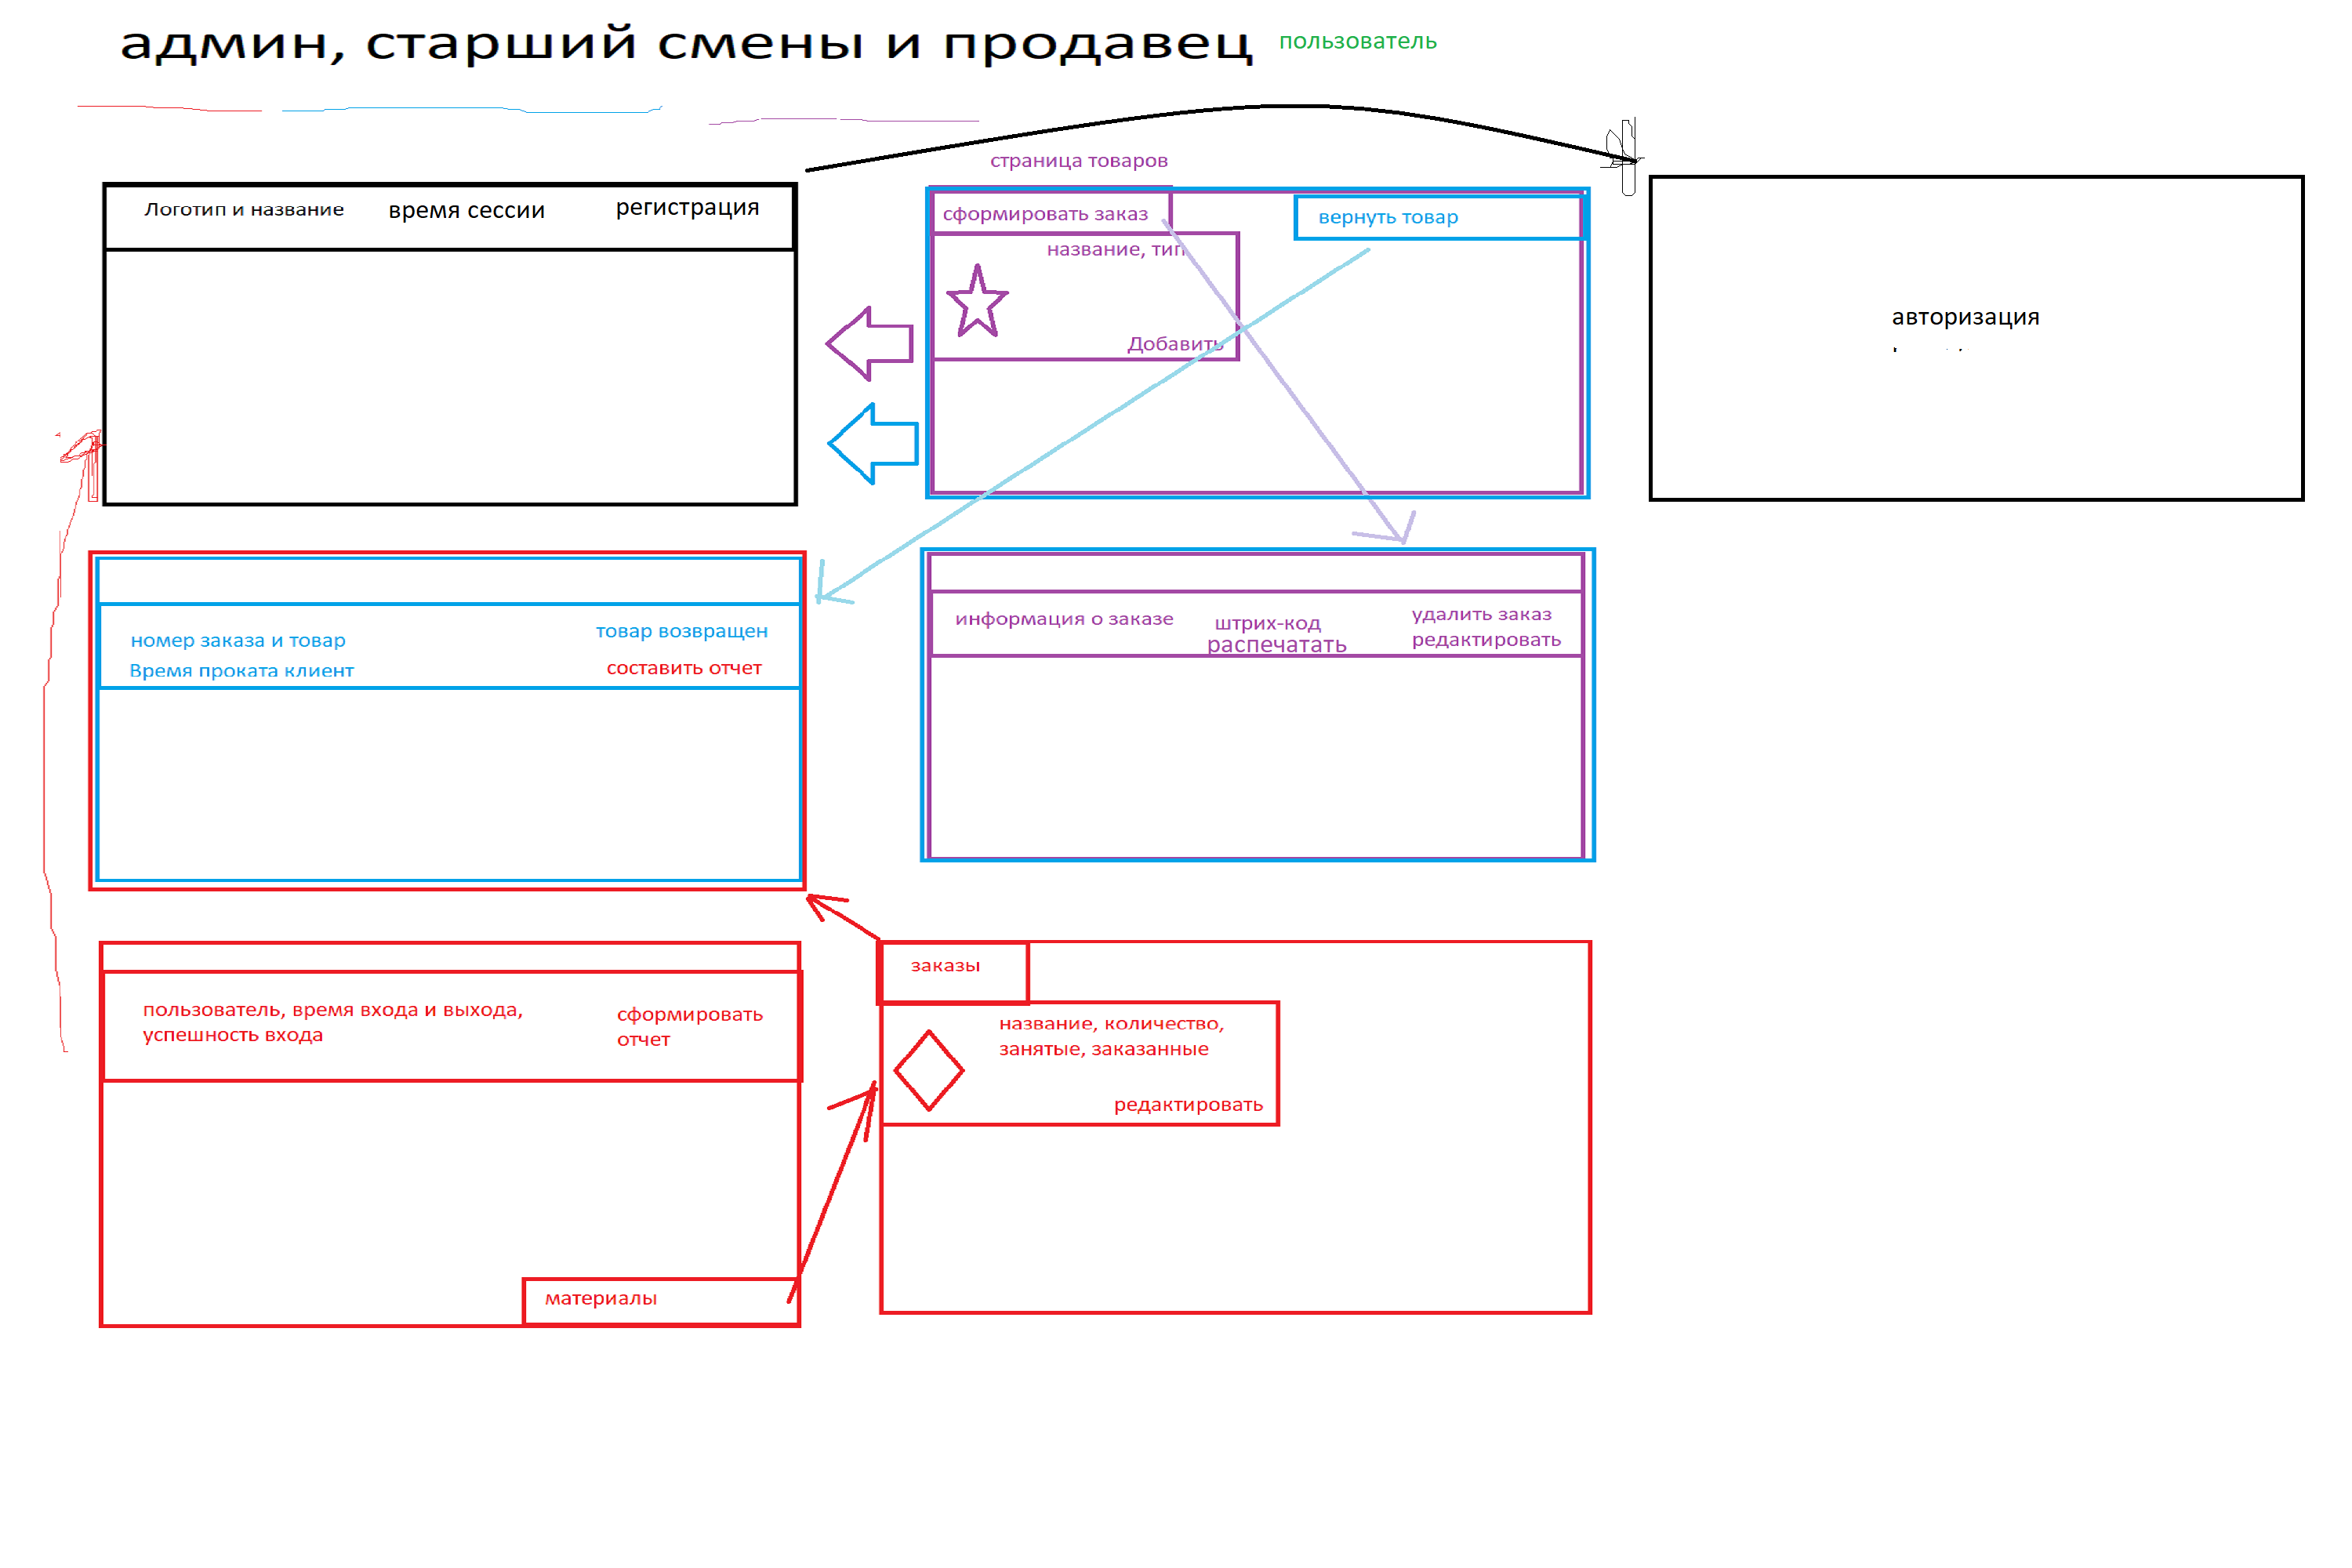 админ, старший смены и продавец пользователь
страница товаров
Логотип и название время сессии регистрация
сформировать заказ
вернуть товар
название, тип
Добавить
авторизация
номер заказа и товар
Время проката клиент
товар возвращен
составить отчет
информация о заказе
штрих-код
распечатать
удалить заказ
редактировать
пользователь, время входа и выхода,
успешность входа
сформировать
отчет
материалы
заказы
название, количество,
занятые, заказанные
редактировать